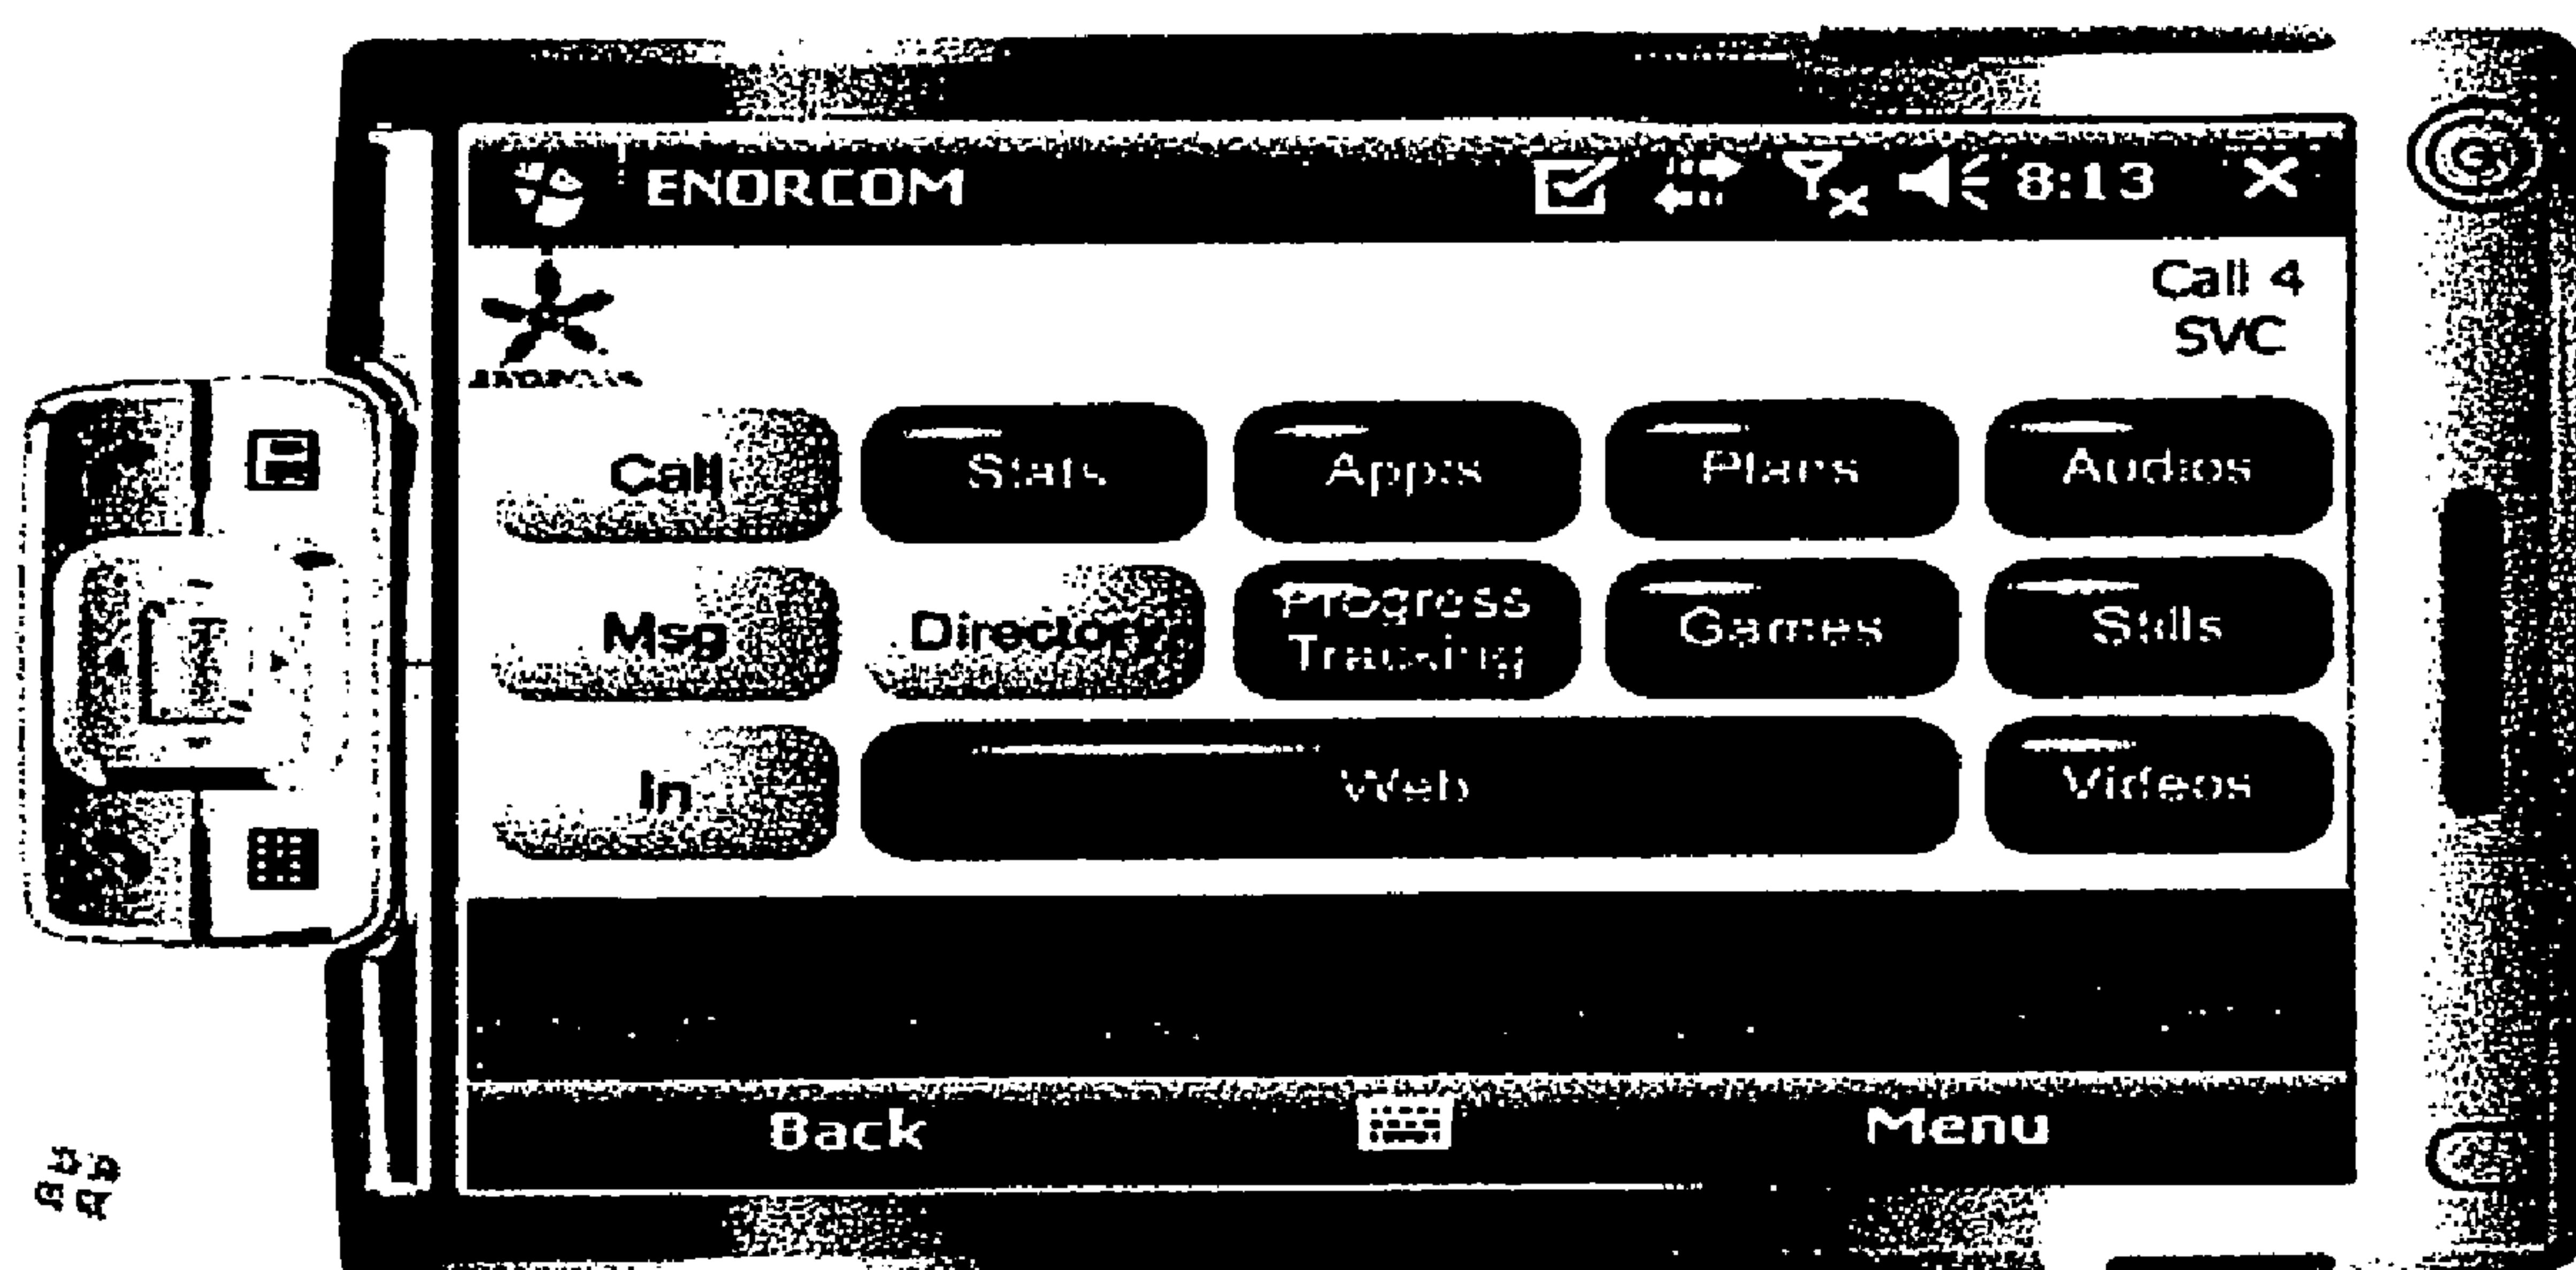 ENORCOM 8:13
Call 4
SVC
Call Stats Appts Plans Audios
Msg Directory Progress Tracking Games Stills
In Web Videos
Back Menu